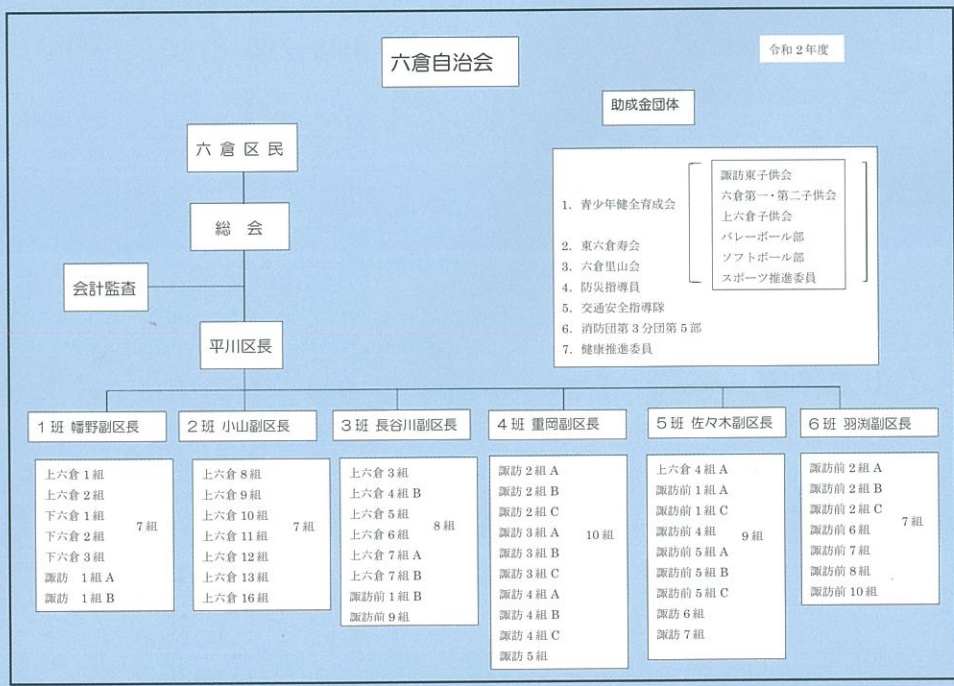 六倉自治会
令和2年度
助成金団体
六倉区民
総会
会計監査
平川区長
1. 青少年健全育成会
諏訪東子供会
六倉第一・第二子供会
上六倉子供会
バレーボール部
ソフトボール部
スポーツ推進委員
2. 東六倉寿会
3. 六倉里山会
4. 防災指導員
5. 交通安全指導隊
6. 消防団第3分団第5部
7. 健康推進委員
1班 幡野副区長
上六倉1組
上六倉2組
下六倉1組
下六倉2組
下六倉3組
諏訪 1組A
諏訪 1組B
7組
2班 小山副区長
上六倉8組
上六倉9組
上六倉10組
上六倉11組
上六倉12組
上六倉13組
上六倉16組
7組
3班 長谷川副区長
上六倉3組
上六倉4組B
上六倉5組
上六倉6組
上六倉7組A
上六倉7組B
諏訪前1組B
諏訪前9組
8組
4班 重岡副区長
諏訪2組A
諏訪2組B
諏訪2組C
諏訪3組A
諏訪3組B
諏訪3組C
諏訪4組A
諏訪4組B
諏訪4組C
諏訪5組
10組
5班 佐々木副区長
上六倉4組A
諏訪前1組A
諏訪前1組C
諏訪前4組
諏訪前5組A
諏訪前5組B
諏訪前5組C
諏訪6組
諏訪7組
9組
6班 羽渕副区長
諏訪前2組A
諏訪前2組B
諏訪前2組C
諏訪前6組
諏訪前7組
諏訪前8組
諏訪前10組
7組